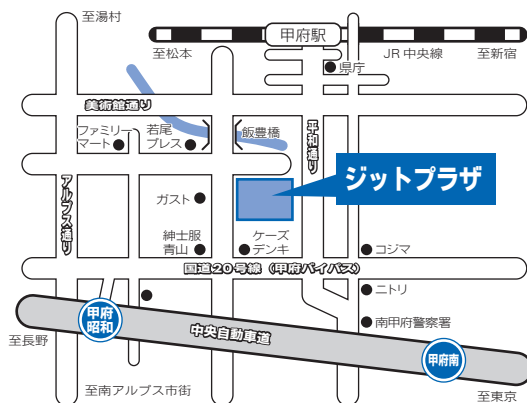 至湯村
甲府駅
至松本
JR 中央線
至新宿
県庁
美術館通り
ファミリー
マート
若尾
プレス
飯豊橋
平和通り
アルプス通り
ジットプラザ
ガスト
紳士服
青山
ケーズ
デンキ
コジマ
国道20号線（甲府バイパス）
ニトリ
甲府
昭和
南甲府警察署
中央自動車道
至長野
甲府南
至南アルプス市街
至東京